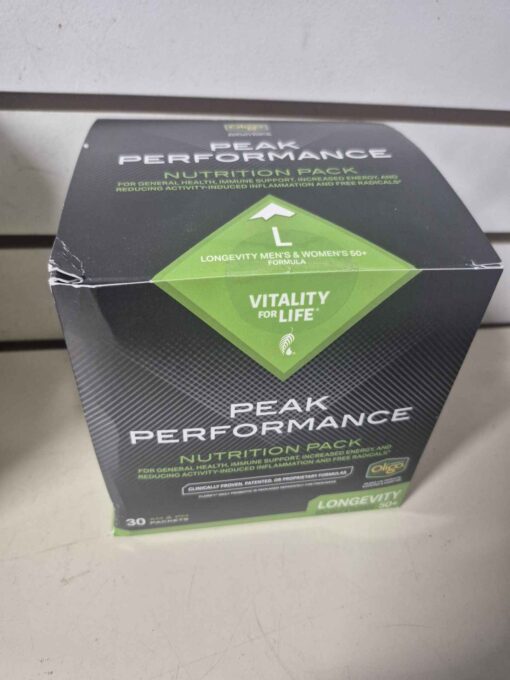 Oligo
PEAK
PERFORMANCE
NUTRITION PACK
FOR GENERAL HEALTH, IMMUNE SUPPORT, INCREASED ENERGY, AND
REDUCING ACTIVITY-INDUCED INFLAMMATION AND FREE RADICALS*
L
LONGEVITY MEN'S & WOMEN'S 50+
FORMULA
VITALITY
FOR LIFE®
PEAK
PERFORMANCE
NUTRITION PACK
FOR GENERAL HEALTH, IMMUNE SUPPORT, INCREASED ENERGY, AND
REDUCING ACTIVITY-INDUCED INFLAMMATION AND FREE RADICALS*
CLINICALLY PROVEN, PATENTED, OR PROPRIETARY FORMULAS
Oligo
LONGEVITY
50+
30 AM & PM
PACKETS